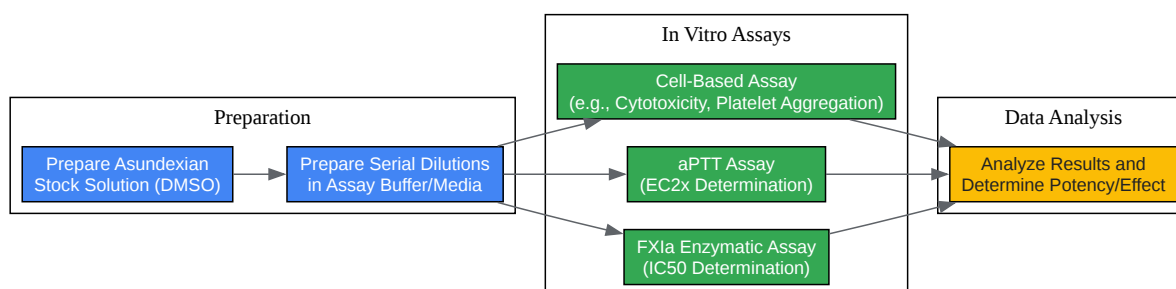 Preparation
Prepare Asundexian
Stock Solution (DMSO)
Prepare Serial Dilutions
in Assay Buffer/Media
In Vitro Assays
Cell-Based Assay
(e.g., Cytotoxicity, Platelet Aggregation)
aPTT Assay
(EC2x Determination)
FXIa Enzymatic Assay
(IC50 Determination)
Data Analysis
Analyze Results and
Determine Potency/Effect